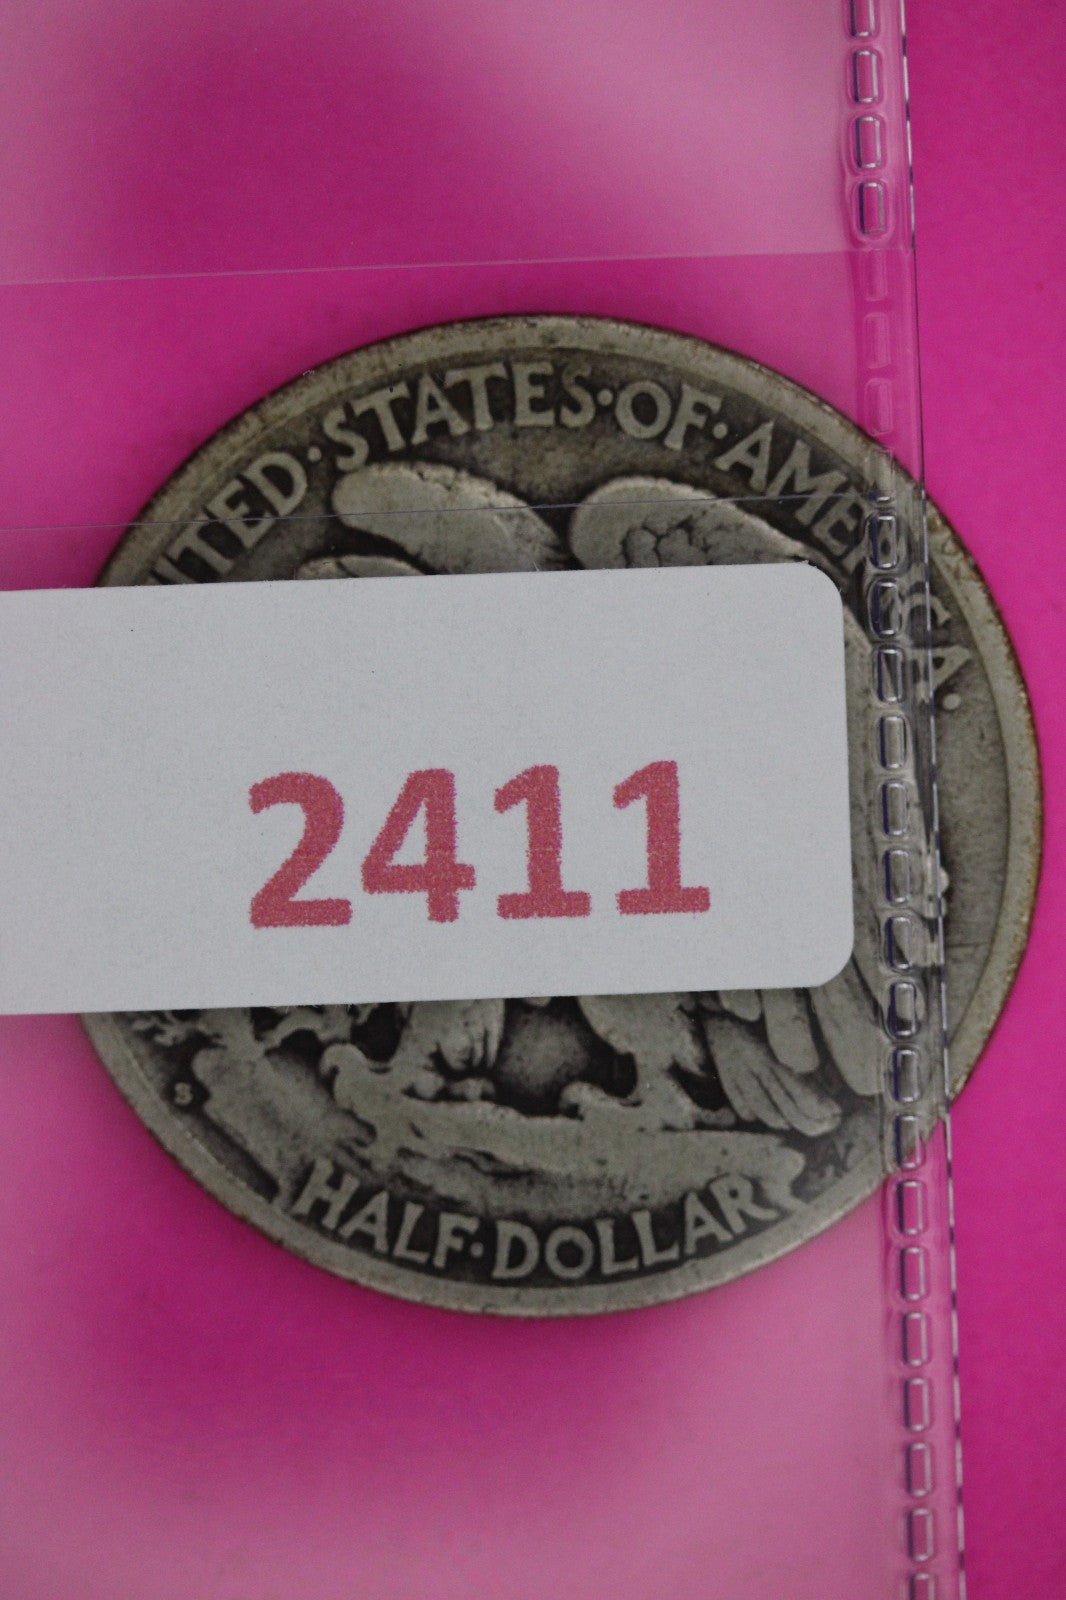 UNITED·STATES·OF·AMERICA.
2411
S
HALF·DOLLAR